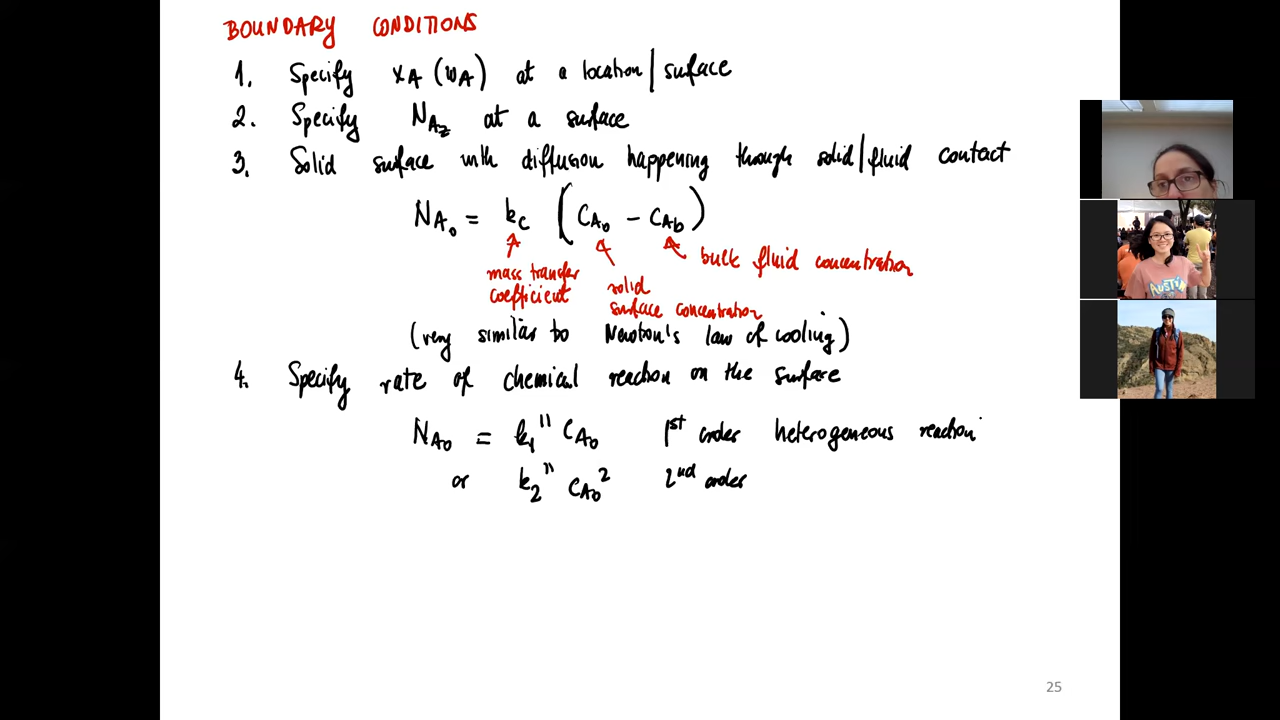 BOUNDARY CONDITIONS
1. Specify xA (ωA) at a location/surface
2. Specify NAz at a surface
3. Solid surface with diffusion happening through solid/fluid contact
NA0 = kc (CA0 - CAb)
bulk fluid concentration
mass transfer
coefficient
solid
surface concentration
(very similar to Newton's law of cooling)
4. Specify rate of chemical reaction on the surface
NA0 = k1'' CA0 1st order heterogeneous reaction
or k2'' CA0² 2nd order
AUSTIN
25